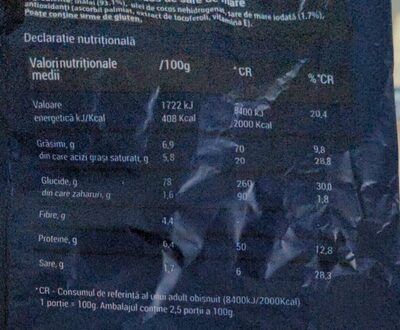 (93,1%), ulei de cocos nehidrogenat, sare de mare iodată (1,7%),
antioxidanți (ascorbil palmitat, extract de tocoferoli, vitamina E).
Poate conține urme de gluten.
Declarație nutrițională
Valori nutriționale medii /100g *CR %*CR
Valoare 1722 kJ 8400 kJ 20,4
energetică kJ/Kcal 408 Kcal 2000 Kcal
Grăsimi, g 6,9 70 9,8
din care acizi grași saturați, g 5,8 20 28,8
Glucide, g 78 260 30,0
din care zaharuri, g 1,6 90 1,8
Fibre, g 4,4
Proteine, g 6,4 50 12,8
Sare, g 1,7 6 28,3
*CR - Consumul de referință al unui adult obișnuit (8400kJ/2000Kcal)
1 portie = 100g. Ambalajul conține 2,5 portii a 100g.